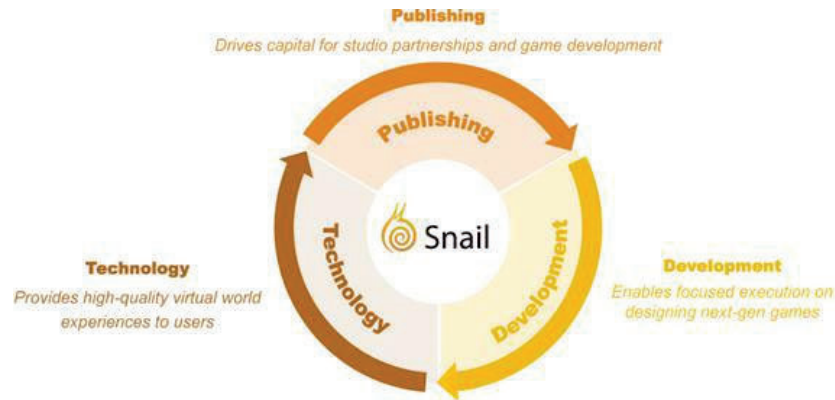 Publishing
Drives capital for studio partnerships and game development
Publishing
Snail
Technology
Development
Technology
Provides high-quality virtual world
experiences to users
Development
Enables focused execution on
designing next-gen games